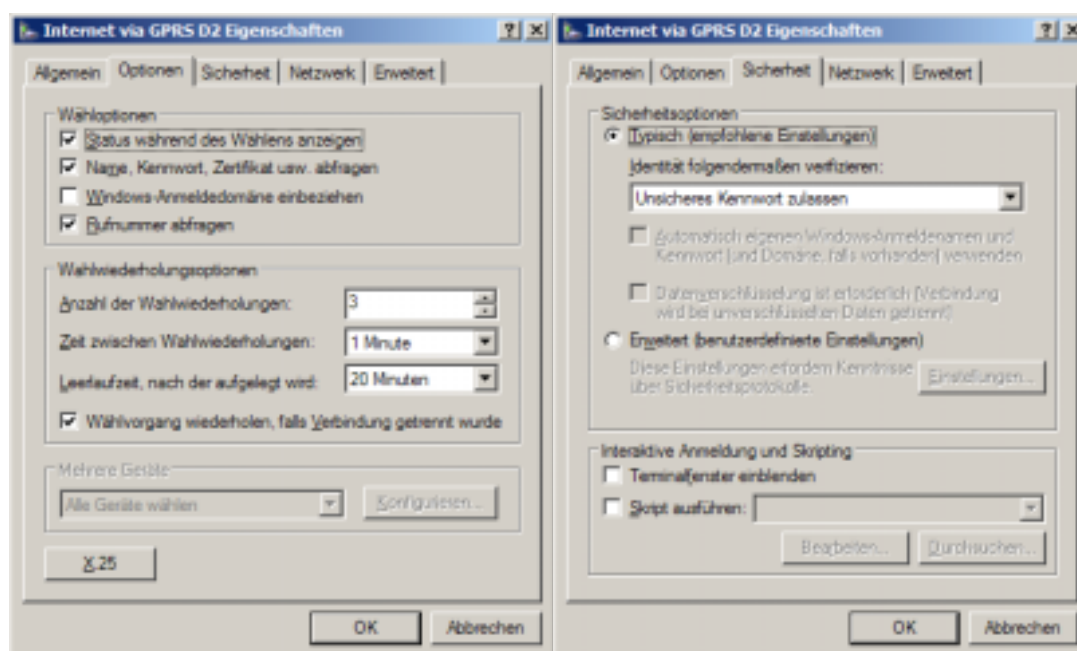 Internet via GPRS D2 Eigenschaften
Allgemein Optionen Sicherheit Netzwerk Erweitert
Wähloptionen
Status während des Wählens anzeigen
Name, Kennwort, Zertifikat usw. abfragen
Windows-Anmeldedomäne einbeziehen
Rufnummer abfragen
Wahlwiederholungsoptionen
Anzahl der Wahlwiederholungen: 3
Zeit zwischen Wahlwiederholungen: 1 Minute
Leerlaufzeit, nach der aufgelegt wird: 20 Minuten
Wählvorgang wiederholen, falls Verbindung getrennt wurde
Mehrere Geräte
Alle Geräte wählen Konfigurieren...
X.25
OK Abbrechen
Internet via GPRS D2 Eigenschaften
Allgemein Optionen Sicherheit Netzwerk Erweitert
Sicherheitsoptionen
Typisch (empfohlene Einstellungen)
Identität folgendermaßen verifizieren:
Unsicheres Kennwort zulassen
Automatisch eigenen Windows-Anmeldenamen und
Kennwort (und Domäne, falls vorhanden) verwenden
Datenverschlüsselung ist erforderlich (Verbindung
wird bei unverschlüsselten Daten getrennt)
Erweitert (benutzerdefinierte Einstellungen)
Diese Einstellungen erfordern Kenntnisse
über Sicherheitsprotokolle. Einstellungen...
Interaktive Anmeldung und Skripting
Terminalfenster einblenden
Skript ausführen:
Bearbeiten... Durchsuchen...
OK Abbrechen